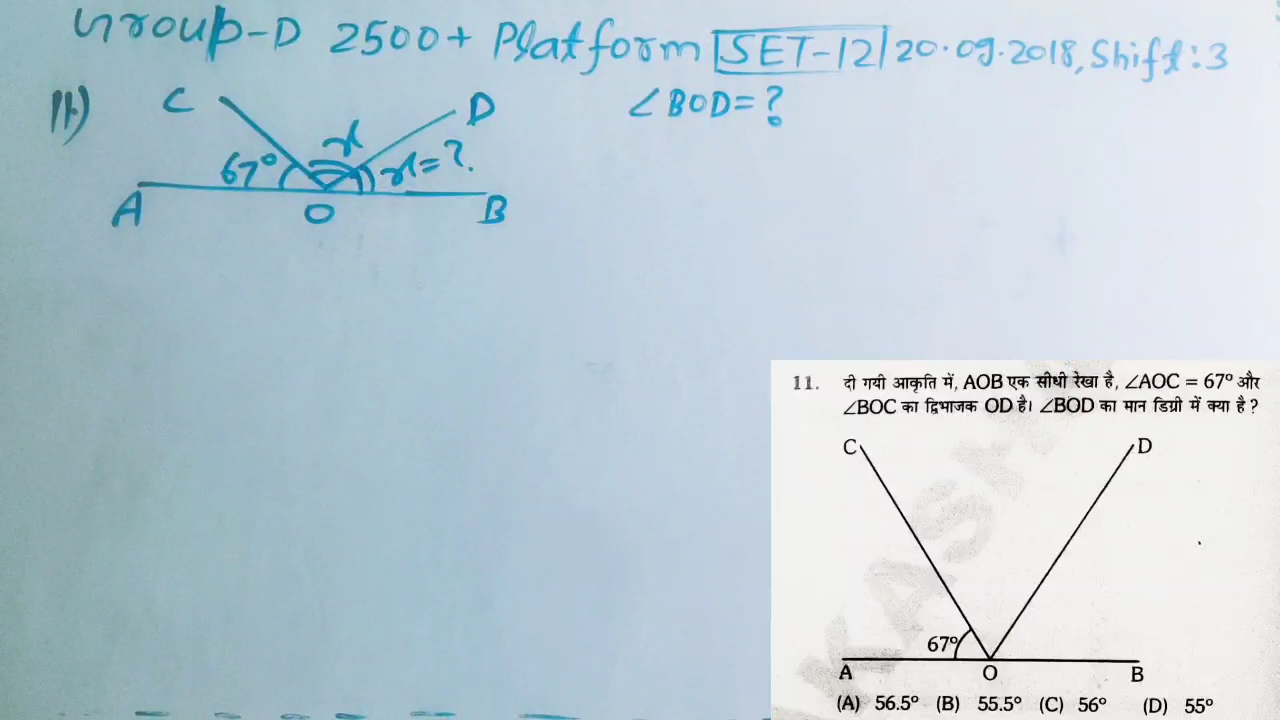 Group-D 2500+ Platform SET-12 20.09.2018, Shift:3
11) C D ∠BOD=?
67° x x=?
A O B
11. दी गयी आकृति में, AOB एक सीधी रेखा है, ∠AOC = 67° और
∠BOC का द्विभाजक OD है। ∠BOD का मान डिग्री में क्या है ?
C D
67°
A O B
(A) 56.5° (B) 55.5° (C) 56° (D) 55°